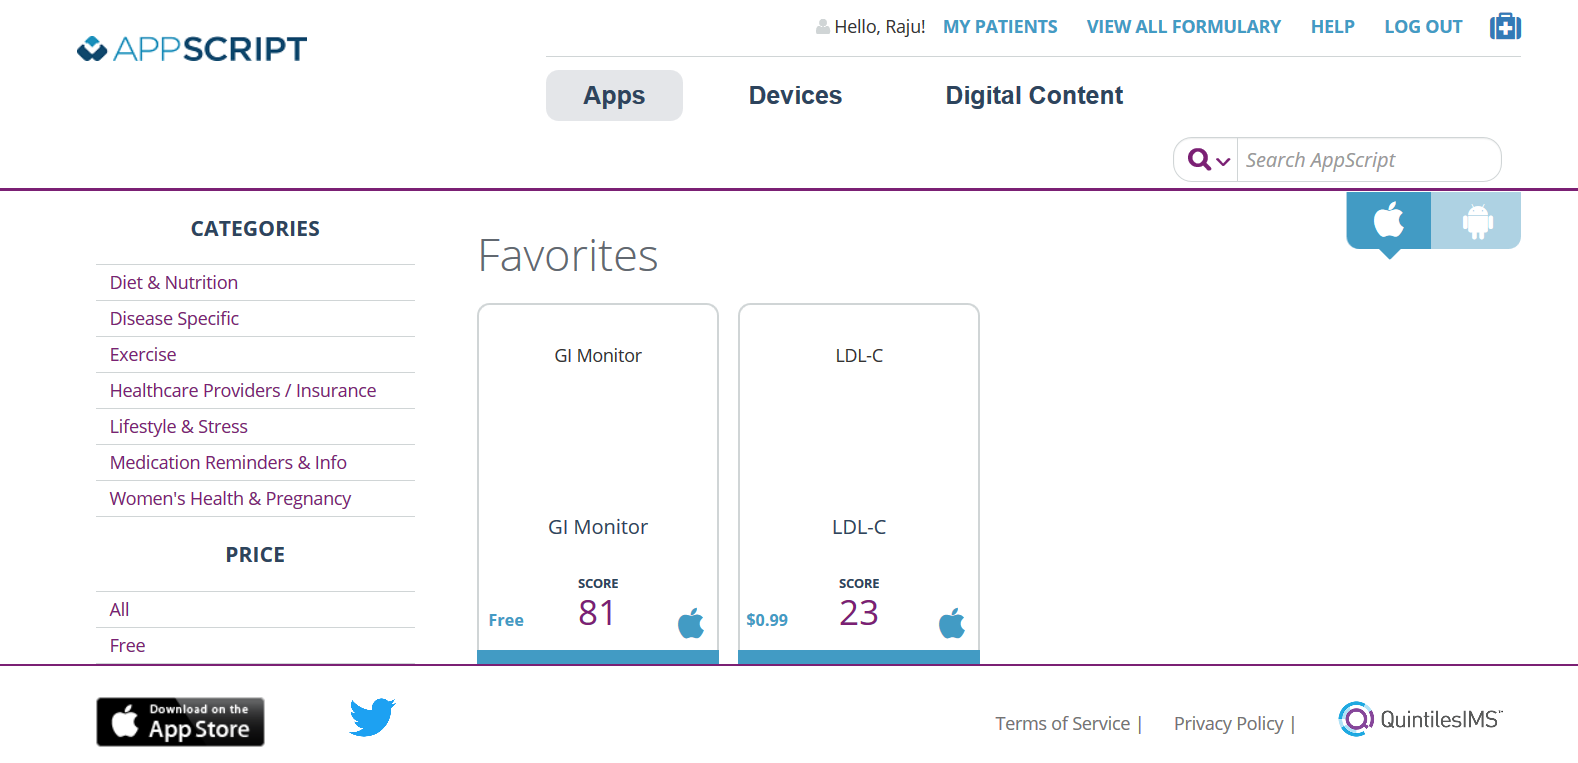 Hello, Raju! MY PATIENTS VIEW ALL FORMULARY HELP LOG OUT
APPSCRIPT
Apps Devices Digital Content
Search AppScript
CATEGORIES
Diet & Nutrition
Disease Specific
Exercise
Healthcare Providers / Insurance
Lifestyle & Stress
Medication Reminders & Info
Women's Health & Pregnancy
PRICE
All
Free
Favorites
GI Monitor
GI Monitor
SCORE
Free 81
LDL-C
LDL-C
SCORE
$0.99 23
Download on the
App Store
Terms of Service |
Privacy Policy |
QuintilesIMS™